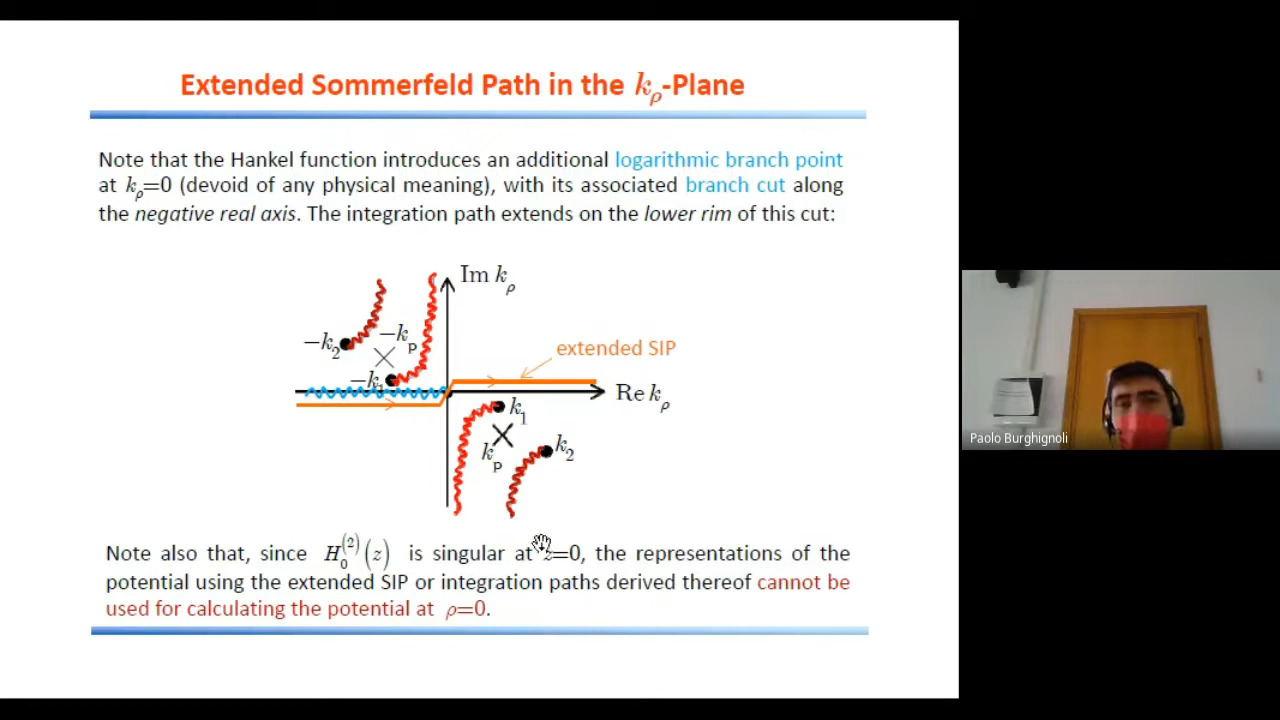 Extended Sommerfeld Path in the kρ-Plane
Note that the Hankel function introduces an additional logarithmic branch point
at kρ=0 (devoid of any physical meaning), with its associated branch cut along
the negative real axis. The integration path extends on the lower rim of this cut:
Im kρ
−k2
−kp
−k1
extended SIP
Re kρ
k1
kp
k2
Note also that, since H0(2)(z) is singular at z=0, the representations of the
potential using the extended SIP or integration paths derived thereof cannot be
used for calculating the potential at ρ=0.
Paolo Burghignoli